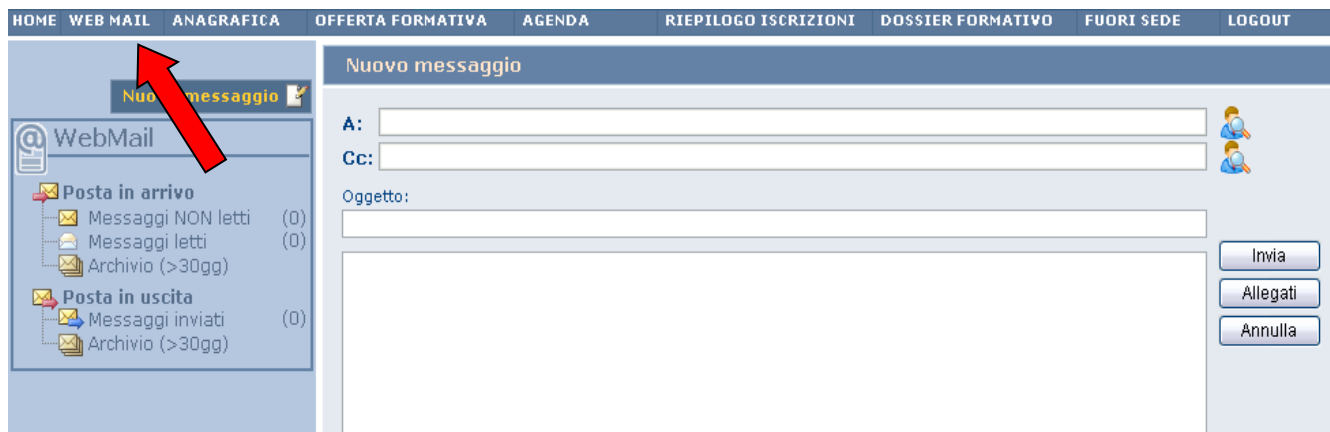 HOME WEB MAIL ANAGRAFICA OFFERTA FORMATIVA AGENDA RIEPILOGO ISCRIZIONI DOSSIER FORMATIVO FUORI SEDE LOGOUT
Nuovo messaggio
messaggio
WebMail
Posta in arrivo
Messaggi NON letti (0)
Messaggi letti (0)
Archivio (>30gg)
Posta in uscita
Messaggi inviati (0)
Archivio (>30gg)
A:
Cc:
Oggetto:
Invia
Allegati
Annulla